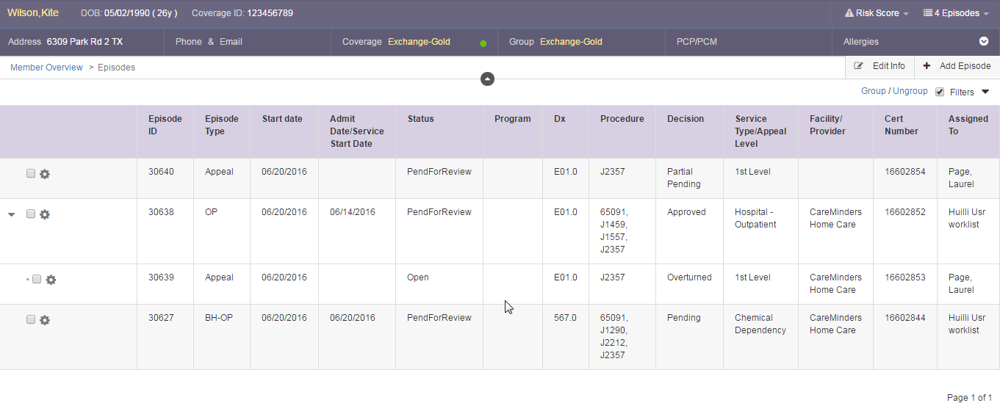 Wilson,Kite DOB: 05/02/1990 ( 26y ) Coverage ID: 123456789 Risk Score 4 Episodes
Address 6309 Park Rd 2 TX Phone & Email Coverage Exchange-Gold Group Exchange-Gold PCP/PCM Allergies
Member Overview > Episodes Edit Info Add Episode
Group / Ungroup Filters
Episode ID Episode Type Start date Admit Date/Service Start Date Status Program Dx Procedure Decision Service Type/Appeal Level Facility/ Provider Cert Number Assigned To
30640 Appeal 06/20/2016 PendForReview E01.0 J2357 Partial Pending 1st Level 16602854 Page, Laurel
30638 OP 06/20/2016 06/14/2016 PendForReview E01.0 65091, J1459, J1557, J2357 Approved Hospital - Outpatient CareMinders Home Care 16602852 Huilli Usr worklist
30639 Appeal 06/20/2016 Open E01.0 J2357 Overturned 1st Level CareMinders Home Care 16602853 Page, Laurel
30627 BH-OP 06/20/2016 06/20/2016 PendForReview 567.0 65091, J1290, J2212, J2357 Pending Chemical Dependency CareMinders Home Care 16602844 Huilli Usr worklist
Page 1 of 1